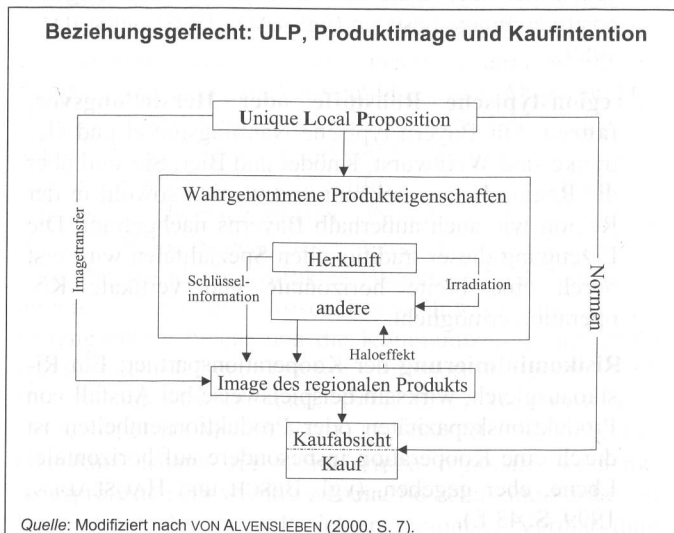 Beziehungsgeflecht: ULP, Produktimage und Kaufintention
Unique Local Proposition
Wahrgenommene Produkteigenschaften
Imagetransfer
Herkunft
Schlüssel-
information
Irradiation
Normen
andere
Haloeffekt
Image des regionalen Produkts
Kaufabsicht
Kauf
Quelle: Modifiziert nach VON ALVENSLEBEN (2000, S. 7).